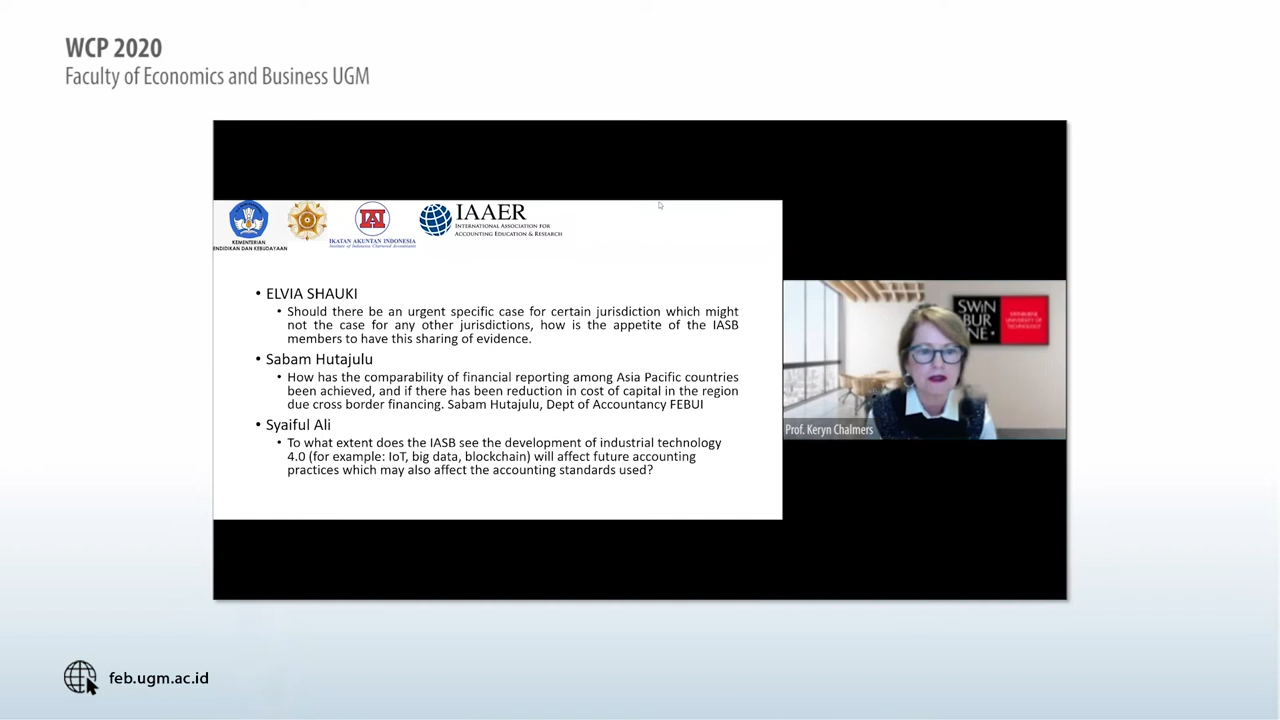 WCP 2020
Faculty of Economics and Business UGM
KEMENTERIAN
PENDIDIKAN DAN KEBUDAYAAN
IAI
IKATAN AKUNTAN INDONESIA
Institute of Indonesia Chartered Accountants
IAAER
INTERNATIONAL ASSOCIATION FOR
ACCOUNTING EDUCATION & RESEARCH
• ELVIA SHAUKI
• Should there be an urgent specific case for certain jurisdiction which might
not the case for any other jurisdictions, how is the appetite of the IASB
members to have this sharing of evidence.
• Sabam Hutajulu
• How has the comparability of financial reporting among Asia Pacific countries
been achieved, and if there has been reduction in cost of capital in the region
due cross border financing. Sabam Hutajulu, Dept of Accountancy FEBUI
• Syaiful Ali
• To what extent does the IASB see the development of industrial technology
4.0 (for example: IoT, big data, blockchain) will affect future accounting
practices which may also affect the accounting standards used?
SWIN
BUR
NE
SWINBURNE
UNIVERSITY OF
TECHNOLOGY
Prof. Keryn Chalmers
feb.ugm.ac.id